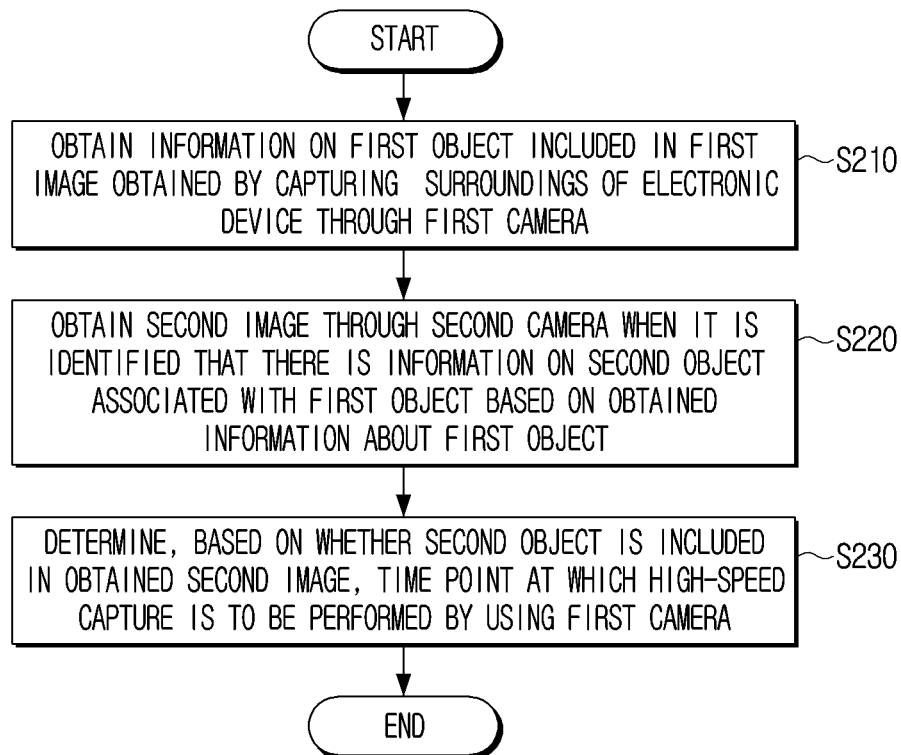 START
OBTAIN INFORMATION ON FIRST OBJECT INCLUDED IN FIRST
IMAGE OBTAINED BY CAPTURING SURROUNDINGS OF ELECTRONIC
DEVICE THROUGH FIRST CAMERA
S210
OBTAIN SECOND IMAGE THROUGH SECOND CAMERA WHEN IT IS
IDENTIFIED THAT THERE IS INFORMATION ON SECOND OBJECT
ASSOCIATED WITH FIRST OBJECT BASED ON OBTAINED
INFORMATION ABOUT FIRST OBJECT
S220
DETERMINE, BASED ON WHETHER SECOND OBJECT IS INCLUDED
IN OBTAINED SECOND IMAGE, TIME POINT AT WHICH HIGH-SPEED
CAPTURE IS TO BE PERFORMED BY USING FIRST CAMERA
S230
END